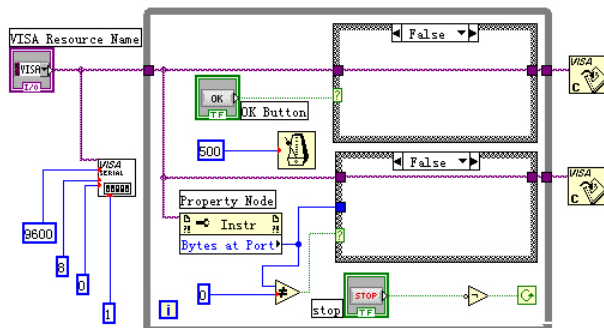 VISA Resource Name
VISA
I/O
False
VISA
C
OK
TF
OK Button
500
VISA
SERIAL
False
VISA
C
Property Node
Instr
Bytes at Port
9600
8
0
1
0
i
stop
STOP
TF